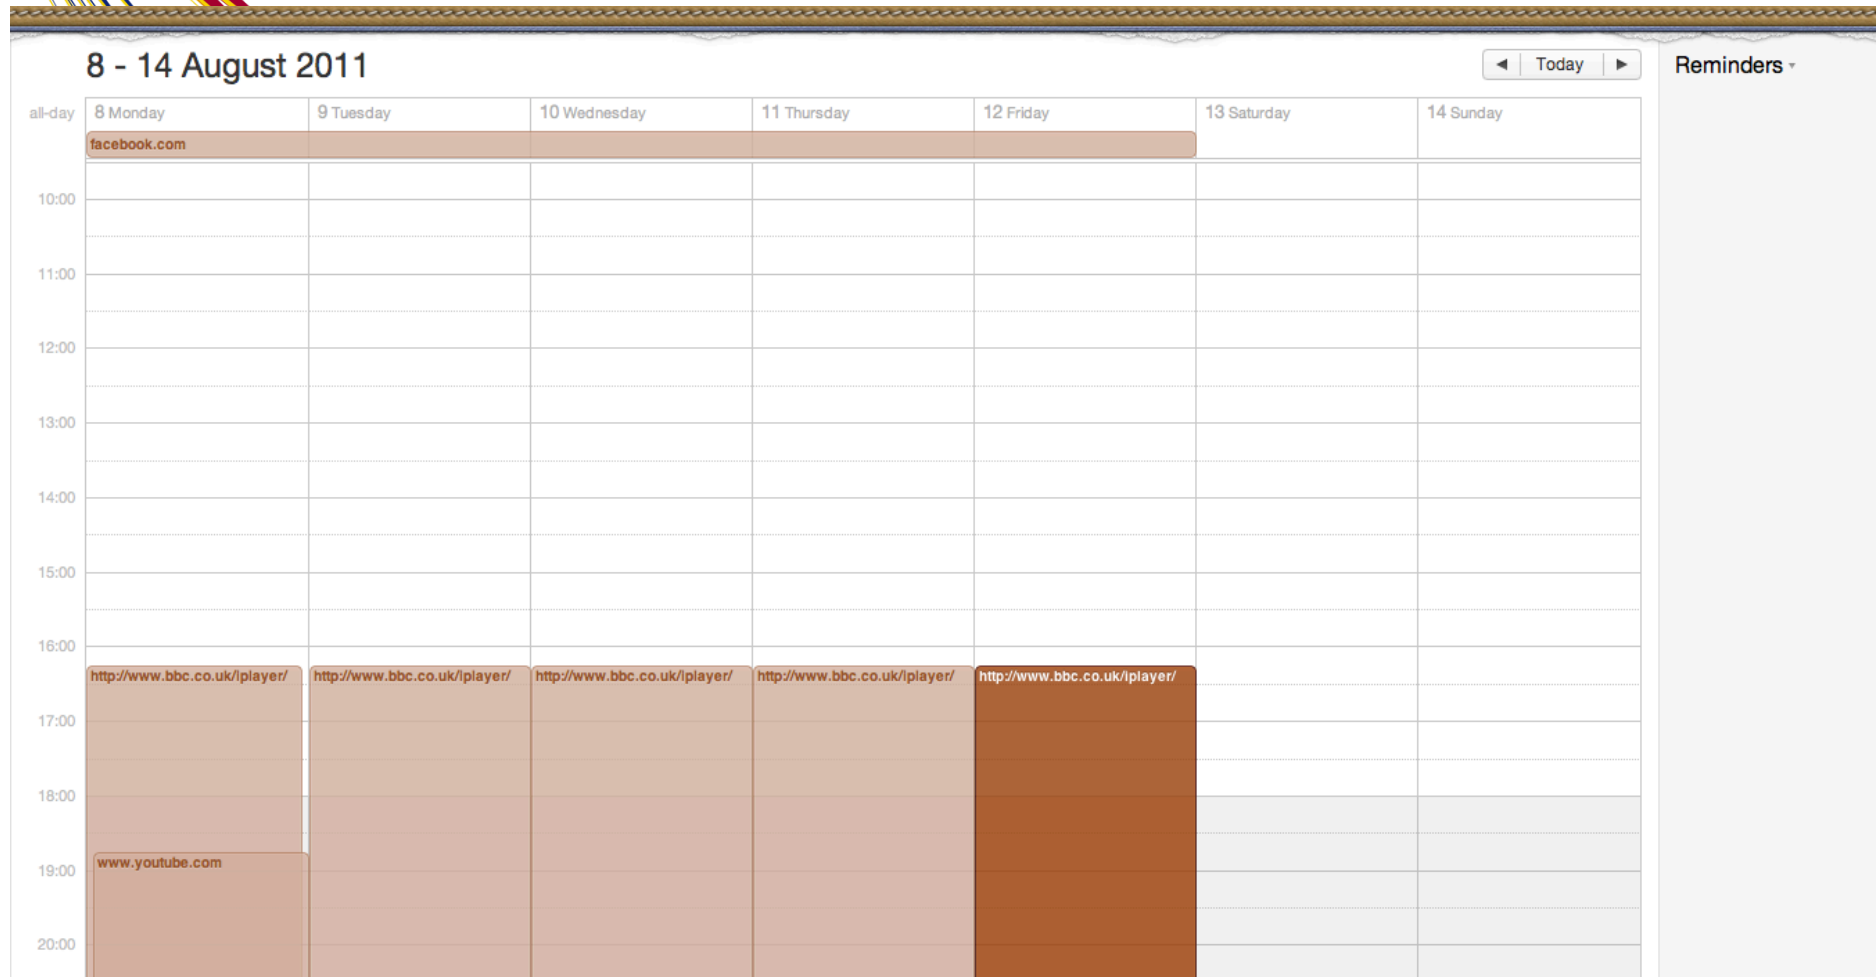 8 - 14 August 2011
Today
Reminders
all-day
8 Monday
9 Tuesday
10 Wednesday
11 Thursday
12 Friday
13 Saturday
14 Sunday
facebook.com
10:00
11:00
12:00
13:00
14:00
15:00
16:00
http://www.bbc.co.uk/iplayer/
http://www.bbc.co.uk/iplayer/
http://www.bbc.co.uk/iplayer/
http://www.bbc.co.uk/iplayer/
http://www.bbc.co.uk/iplayer/
17:00
18:00
www.youtube.com
19:00
20:00